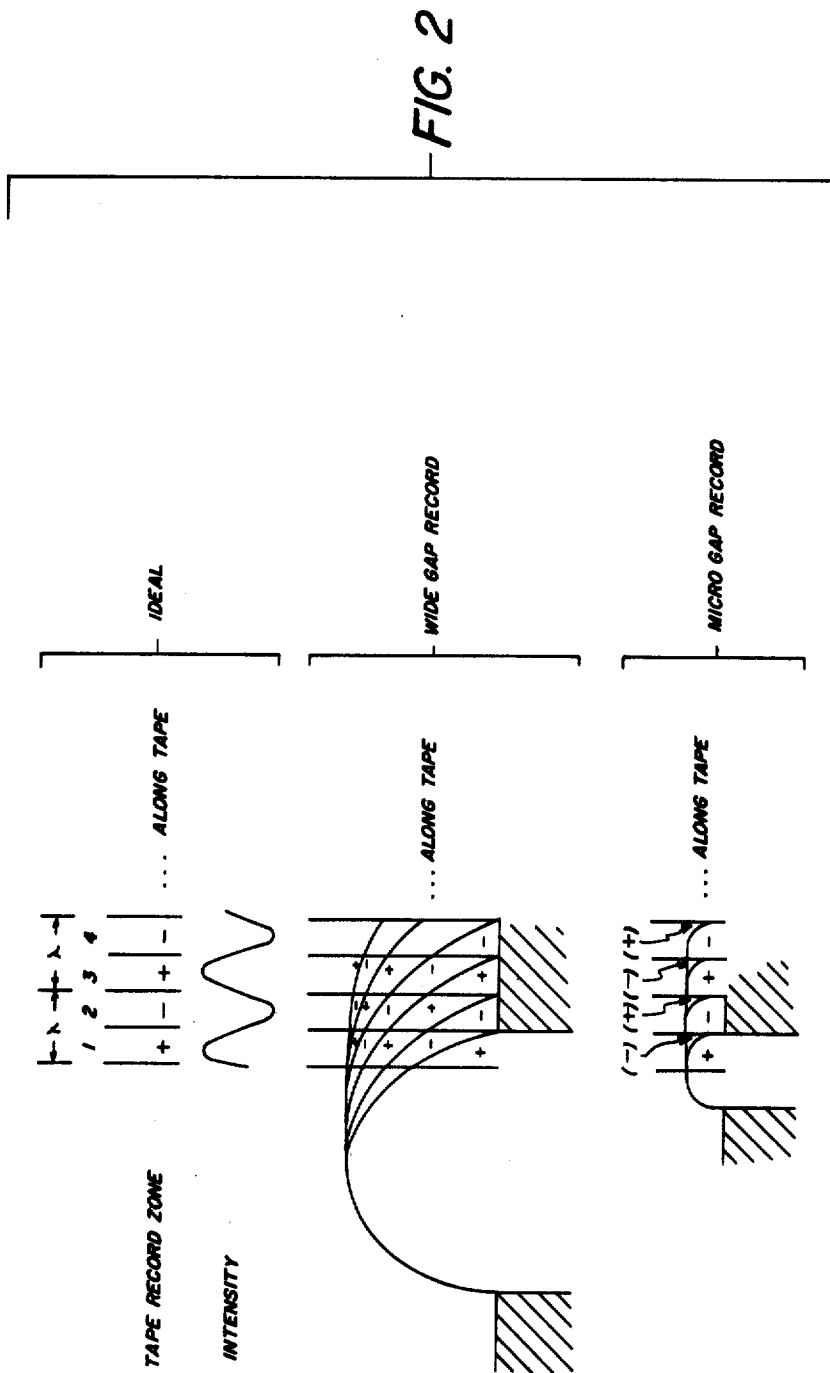 FIG. 2
λ λ
1 2 3 4
TAPE RECORD ZONE + − + − ... ALONG TAPE
IDEAL
INTENSITY
+ − + −
− + −
+ − +
− + −
+ − + −
... ALONG TAPE
WIDE GAP RECORD
(−) (+) (−) (+)
+ − + −
... ALONG TAPE
MICRO GAP RECORD